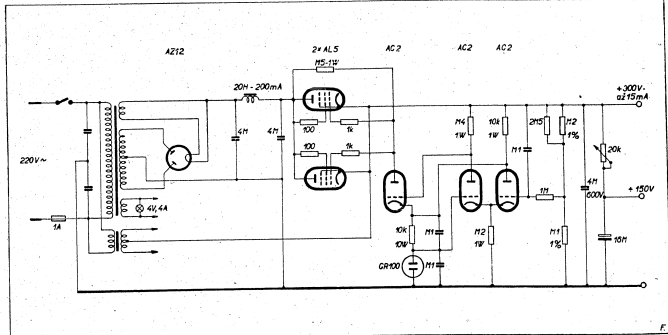 AZ12
2×AL5
AC2
AC2
AC2
M5-1W
20H-200mA
+300V-
až 15mA
4M
4M
100
1k
100
1k
M4
1W
10k
1W
M1
2M5
M2
1%
20k
220V~
4V,4A
1A
4M
600V
+150V
1M
10k
10W
M1
M2
1W
M1
1%
16M
GR100
M1
F.